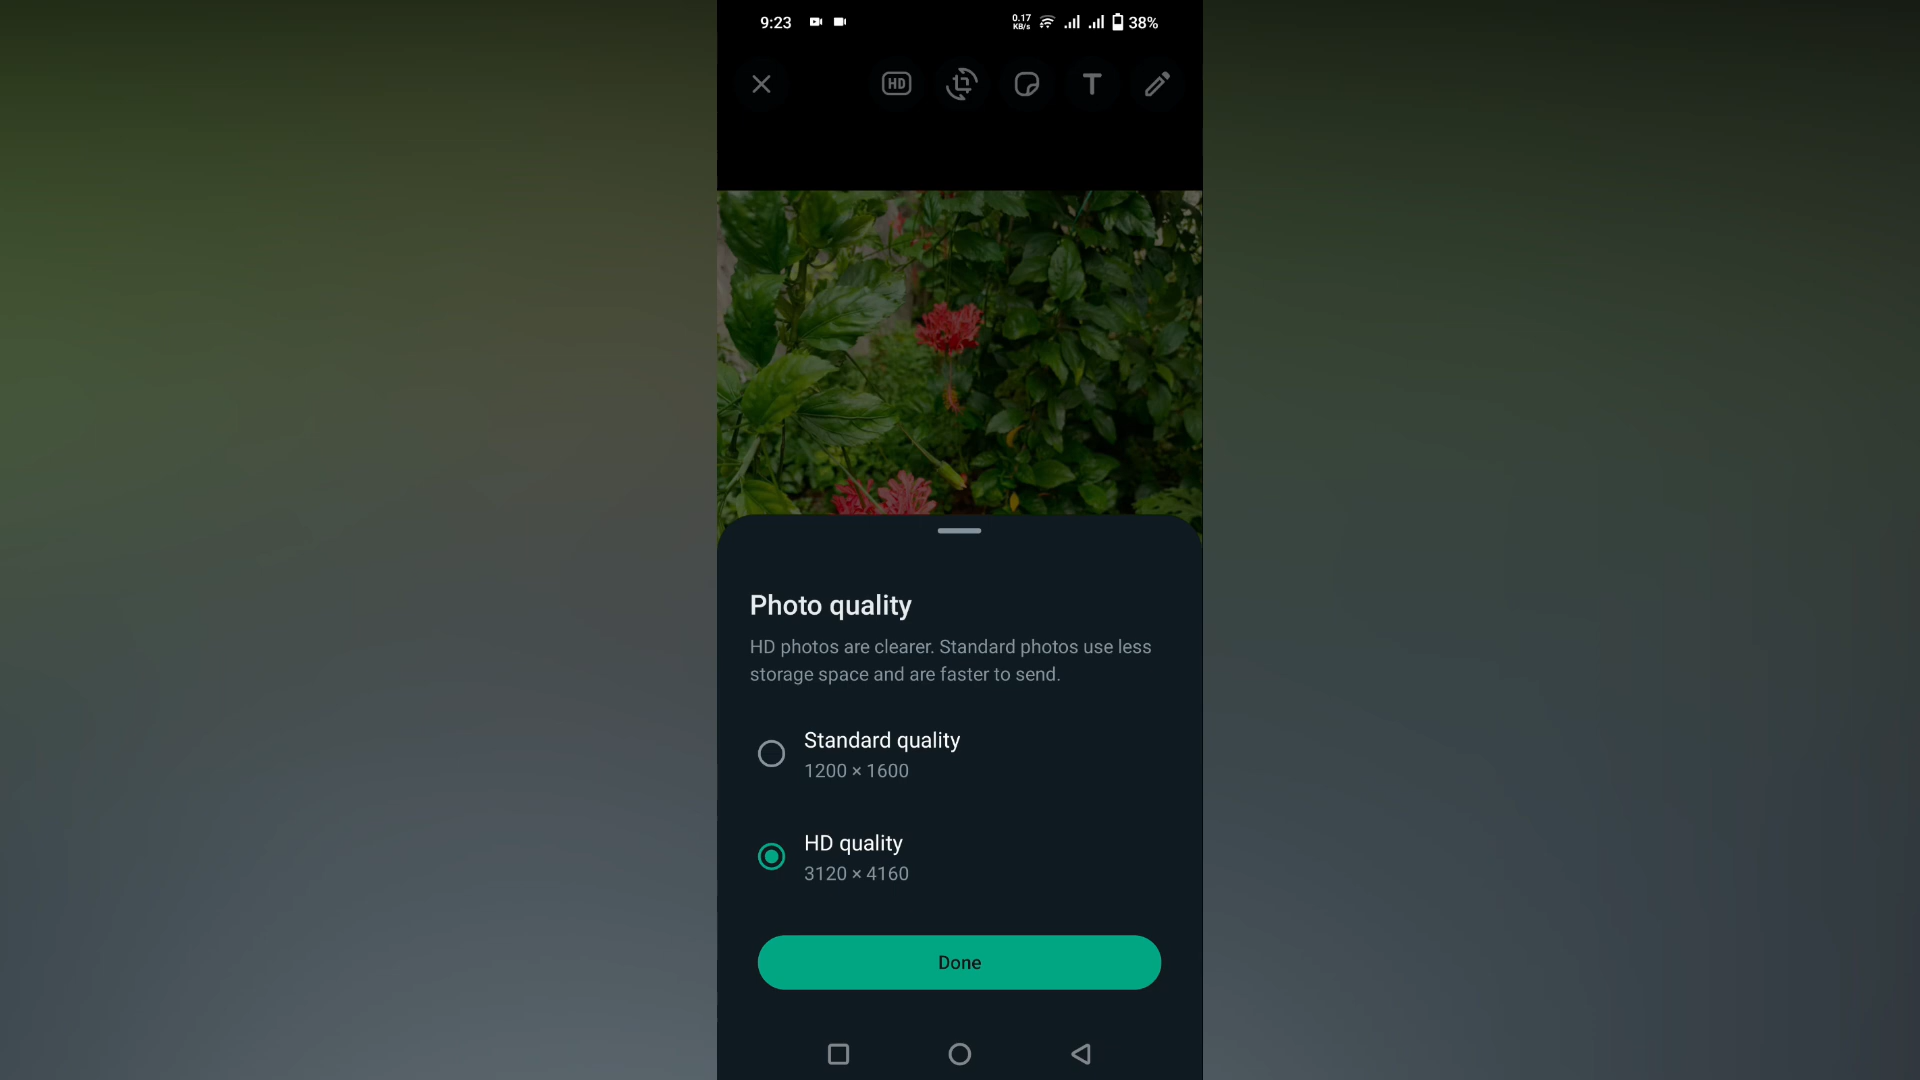 9:23
0.17
KB/s
38%
HD
T
Photo quality
HD photos are clearer. Standard photos use less
storage space and are faster to send.
Standard quality
1200 × 1600
HD quality
3120 × 4160
Done